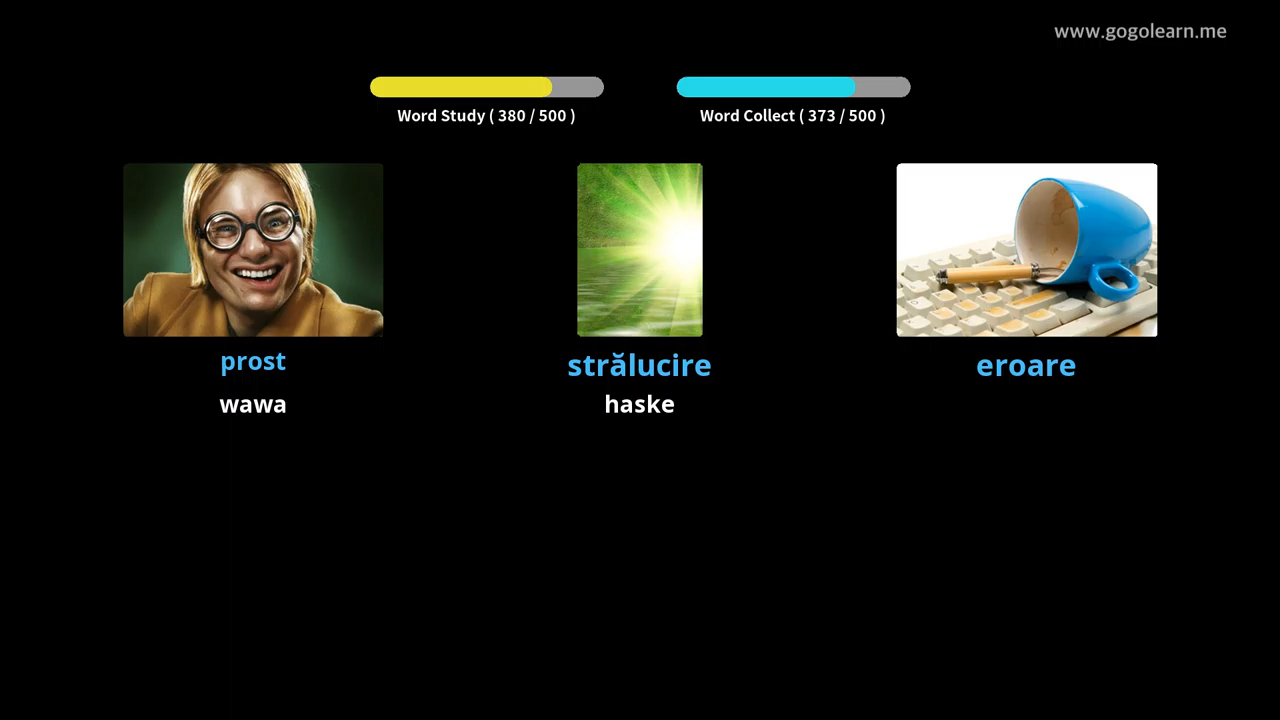 www.gogolearn.me
Word Study ( 380 / 500 )
Word Collect ( 373 / 500 )
prost
strălucire
eroare
wawa
haske